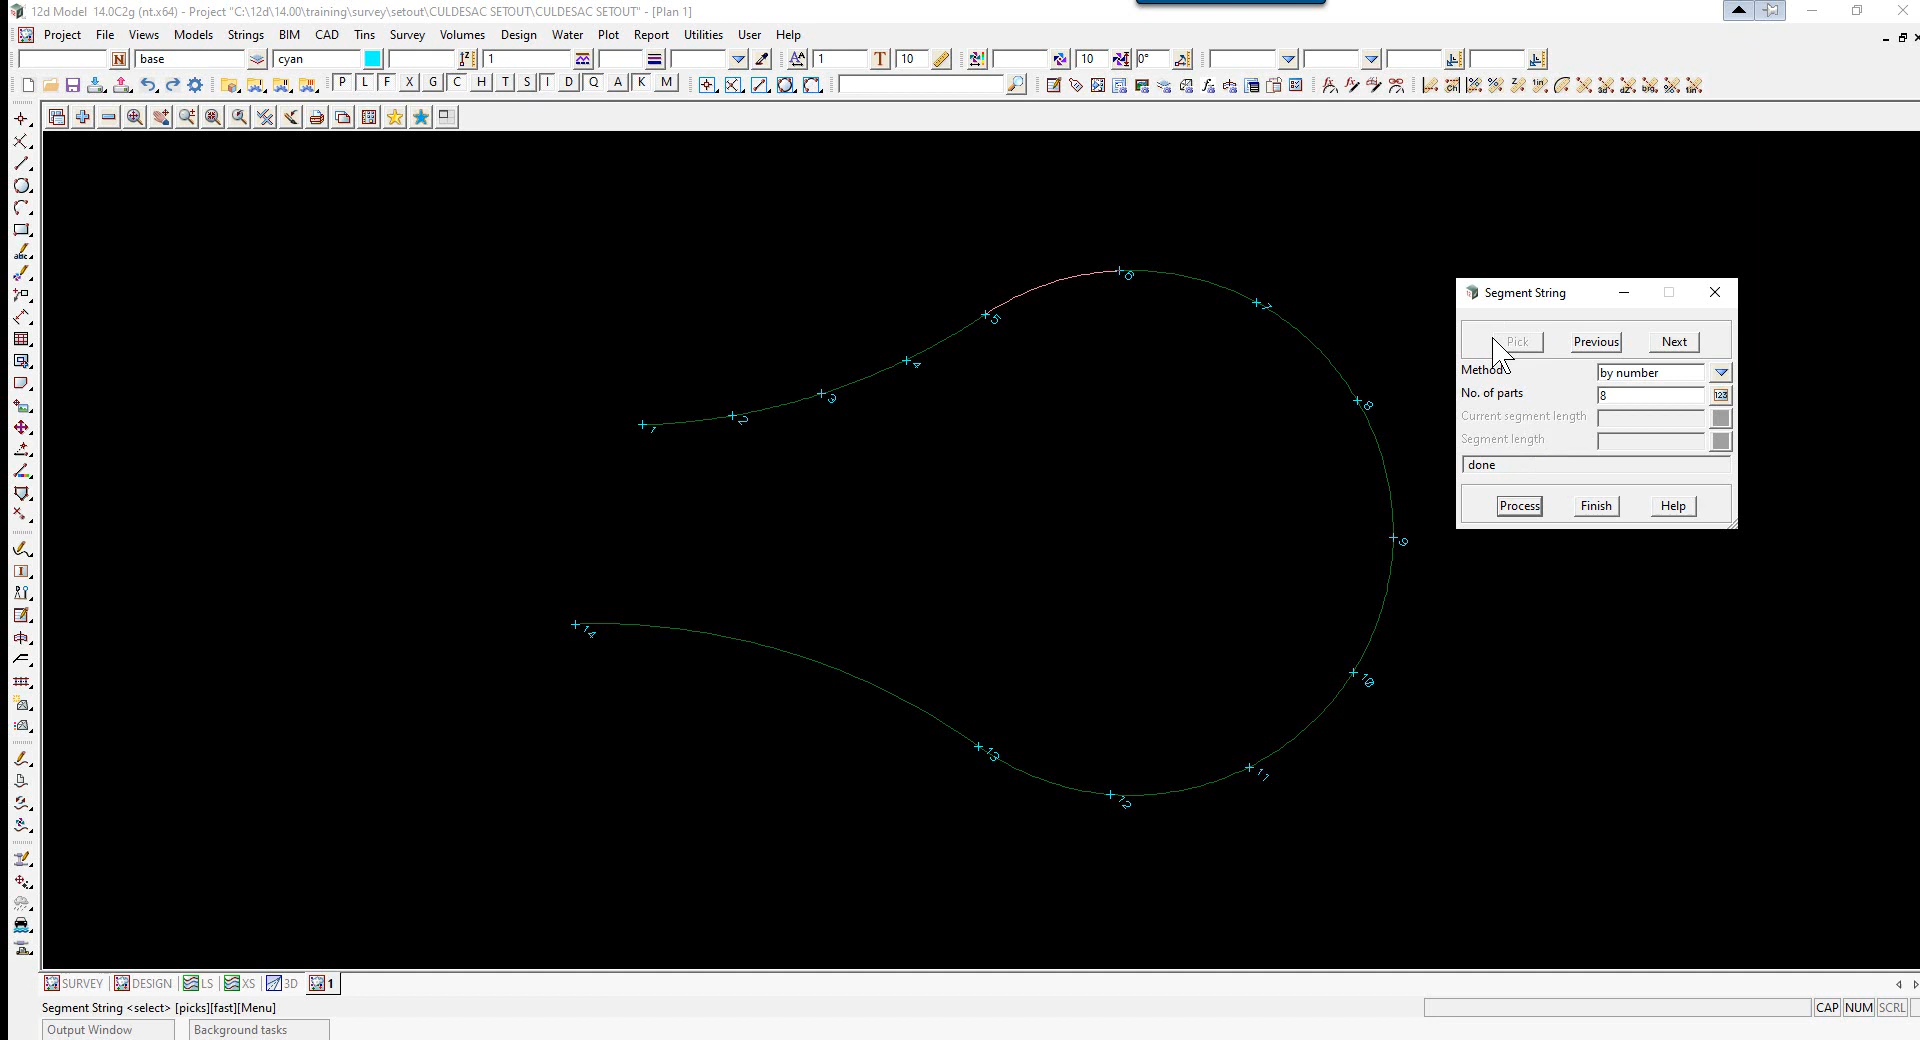 12d Model 14.0C2g (nt.x64) - Project "C:\12d\14.00\training\survey\setout\CULDESAC SETOUT\CULDESAC SETOUT" - [Plan 1]
Project File Views Models Strings BIM CAD Tins Survey Volumes Design Water Plot Report Utilities User Help
N base cyan 1 1 T 10 10 0°
P L F X G C H T S I D Q A K M
6
5
7
4
8
3
2
1
Segment String
Pick Previous Next
Method by number
No. of parts 8 123
Current segment length
Segment length
done
Process Finish Help
9
14
10
13
11
12
SURVEY DESIGN LS XS 3D 1
Segment String <select> [picks][fast][Menu]
CAP NUM SCRL
Output Window Background tasks